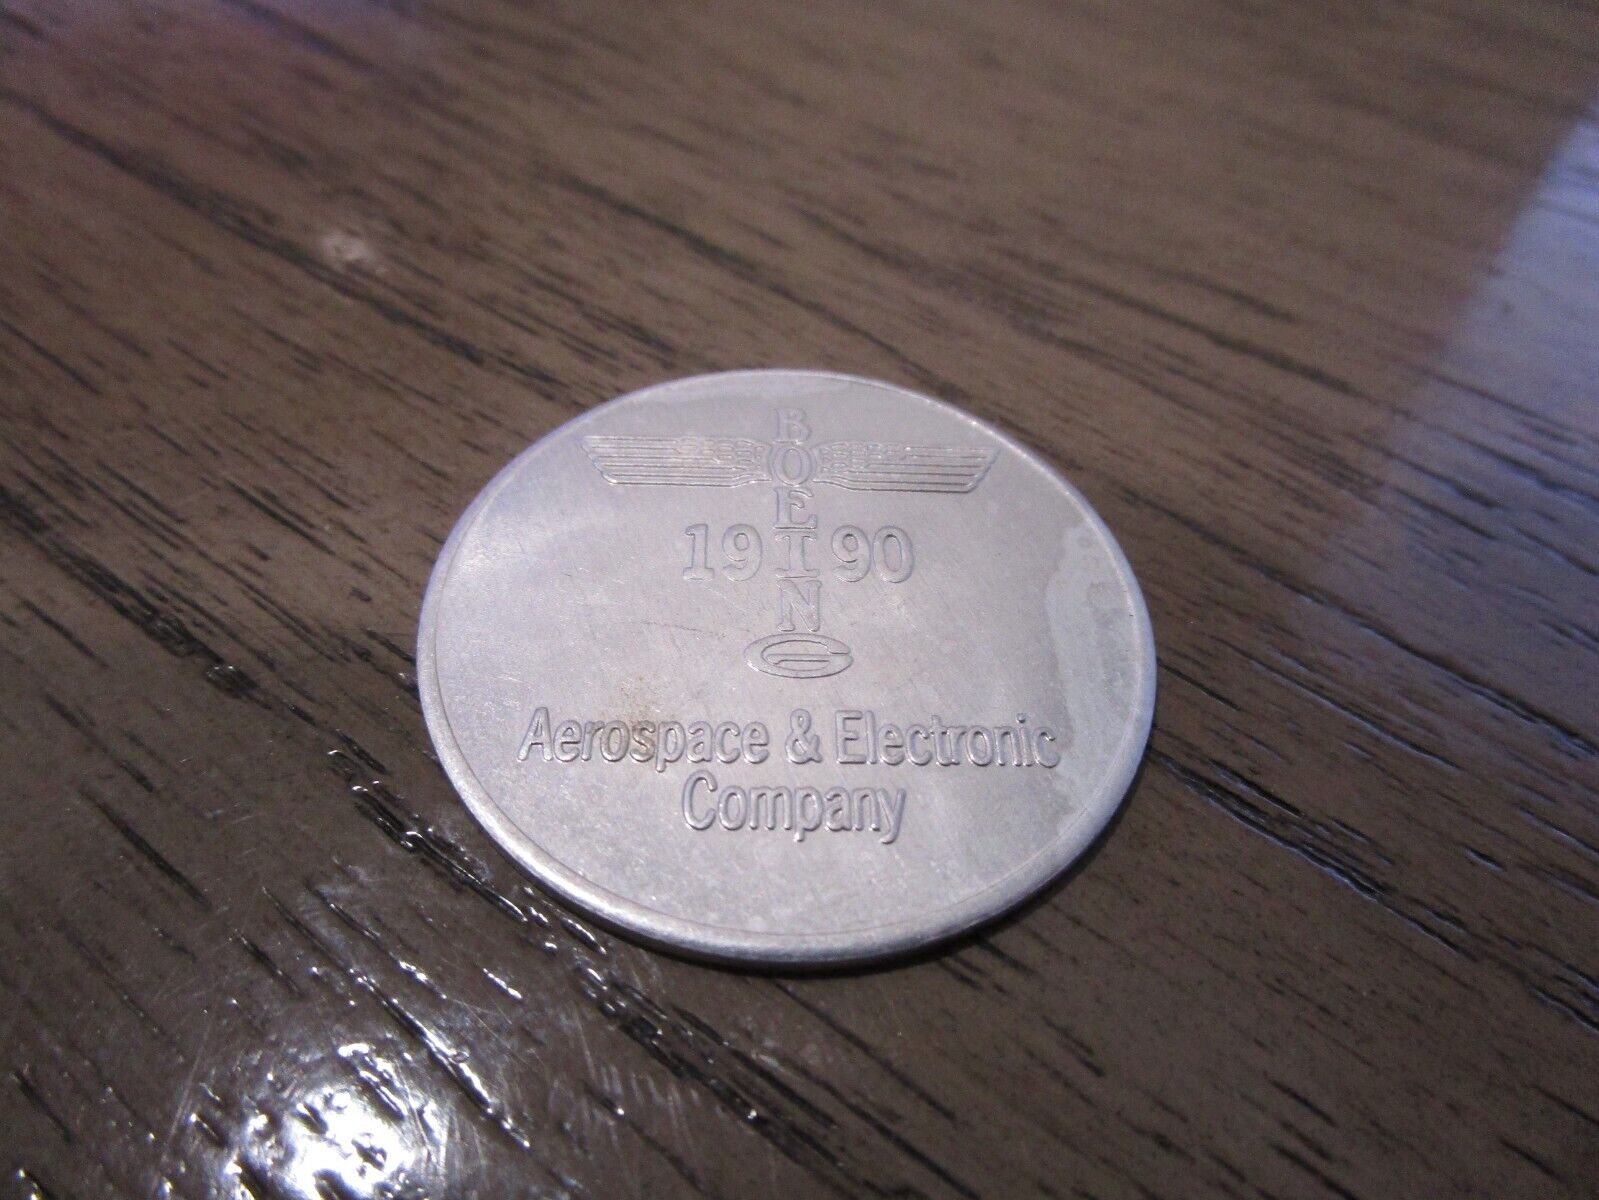 BOEING
1990
Aerospace & Electronic
Company